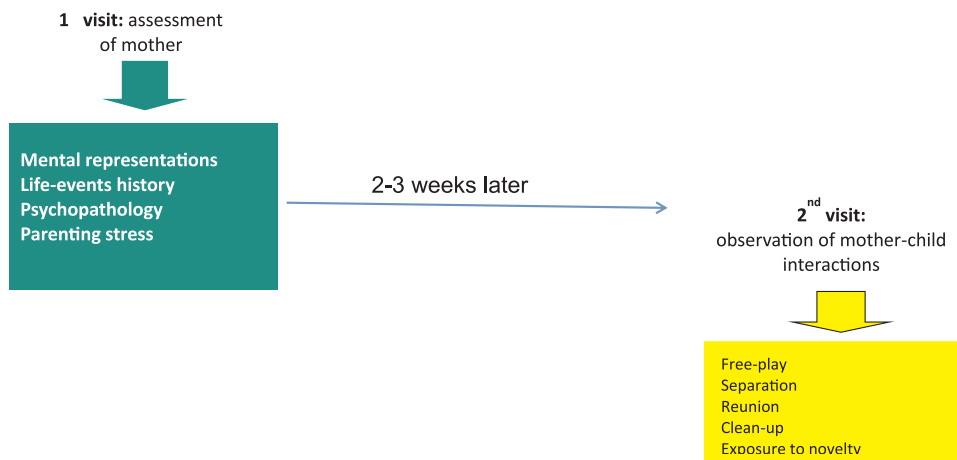 1 visit: assessment
of mother
Mental representations
Life-events history
Psychopathology
Parenting stress
2-3 weeks later
2nd visit:
observation of mother-child
interactions
Free-play
Separation
Reunion
Clean-up
Exposure to novelty